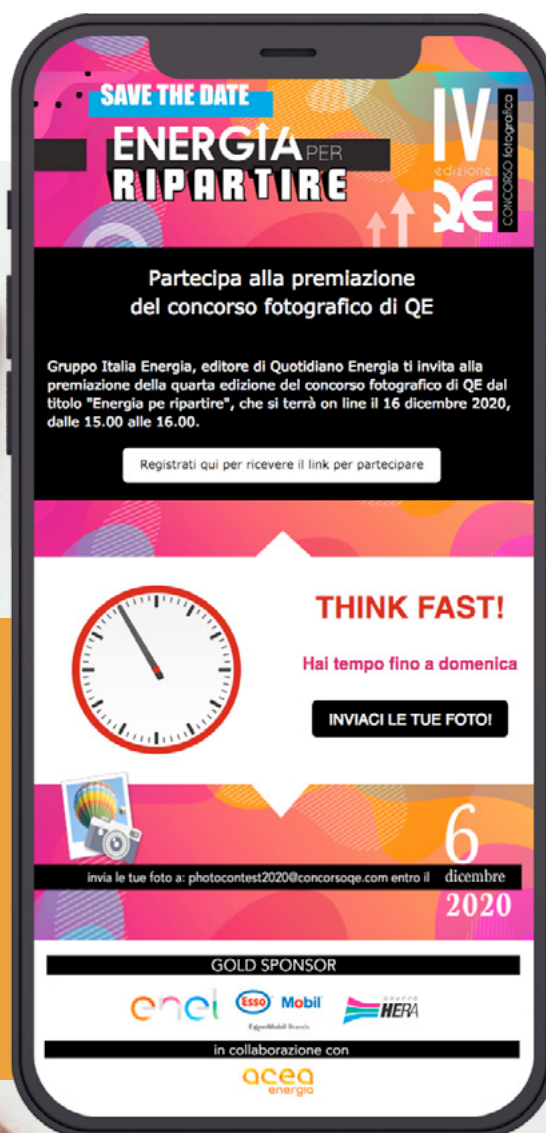 SAVE THE DATE
ENERGIA PER
RIPARTIRE
IV
edizione
QE
CONCORSO fotografico
Partecipa alla premiazione
del concorso fotografico di QE
Gruppo Italia Energia, editore di Quotidiano Energia ti invita alla
premiazione della quarta edizione del concorso fotografico di QE dal
titolo "Energia pe ripartire", che si terrà on line il 16 dicembre 2020,
dalle 15.00 alle 16.00.
Registrati qui per ricevere il link per partecipare
THINK FAST!
Hai tempo fino a domenica
INVIACI LE TUE FOTO!
invia le tue foto a: photocontest2020@concorsoqe.com entro il
6
dicembre
2020
GOLD SPONSOR
enel
Esso Mobil
ExxonMobil Brands
GRUPPO
HERA
in collaborazione con
acea
energia